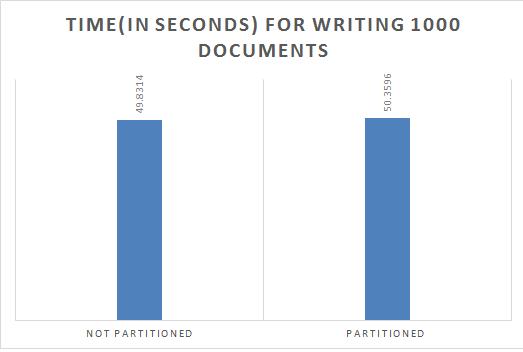 TIME(IN SECONDS) FOR WRITING 1000
DOCUMENTS
49.8314
50.3596
NOT PARTITIONED
PARTITIONED